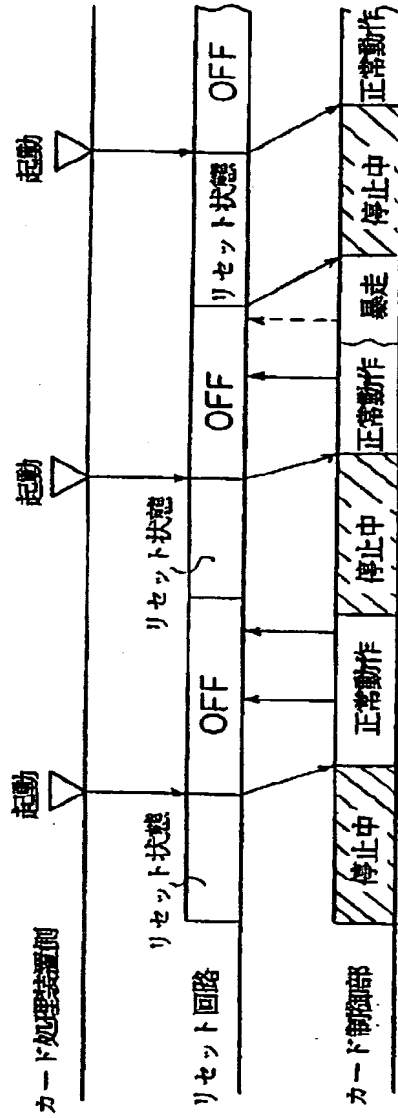 カード処理装置側
起動
起動
起動
リセット回路
リセット状態
OFF
リセット状態
OFF
リセット状態
OFF
カード制御部
停止中
正常動作
停止中
正常動作
暴走
停止中
正常動作